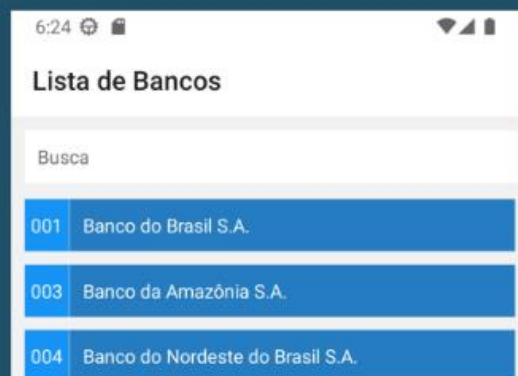 6:24
Lista de Bancos
Busca
001 Banco do Brasil S.A.
003 Banco da Amazônia S.A.
004 Banco do Nordeste do Brasil S.A.